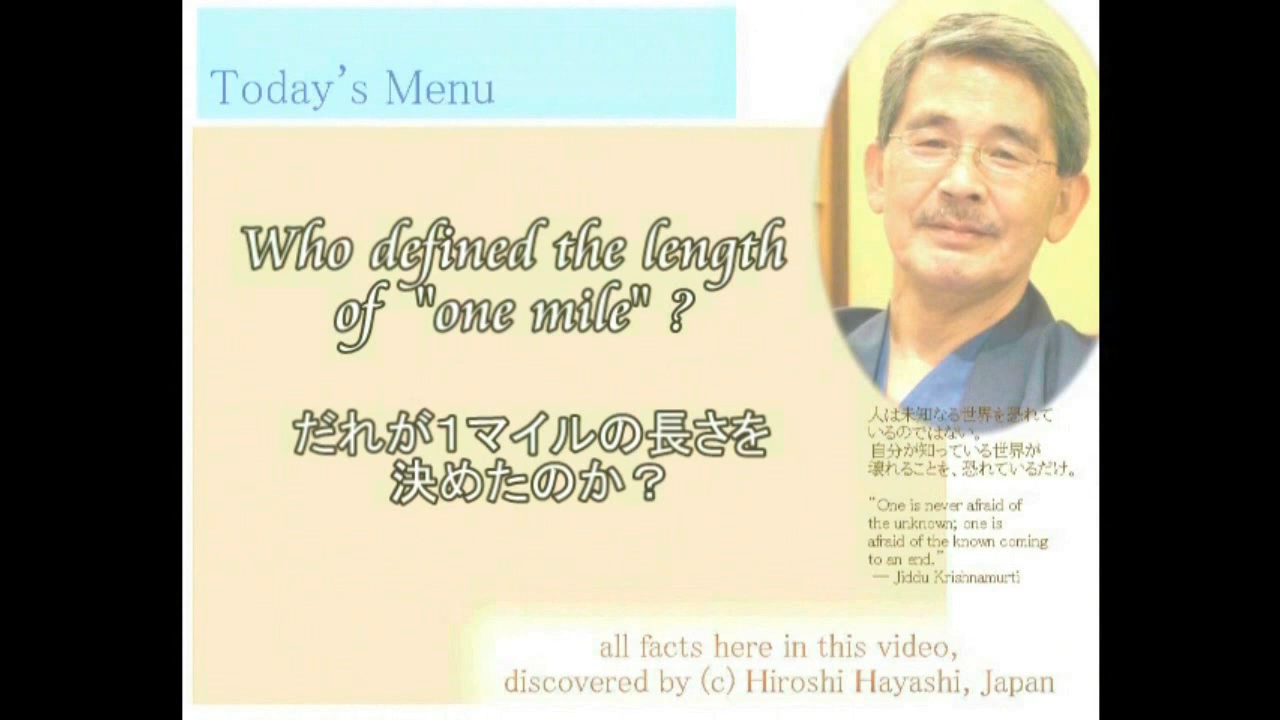 Today's Menu
Who defined the length
of "one mile" ?
だれが１マイルの長さを
決めたのか？
人は未知なる世界を恐れて
いるのではない。
自分が知っている世界が
壊れることを、恐れているだけ。
"One is never afraid of
the unknown; one is
afraid of the known coming
to an end."
— Jiddu Krishnamurti
all facts here in this video,
discovered by (c) Hiroshi Hayashi, Japan